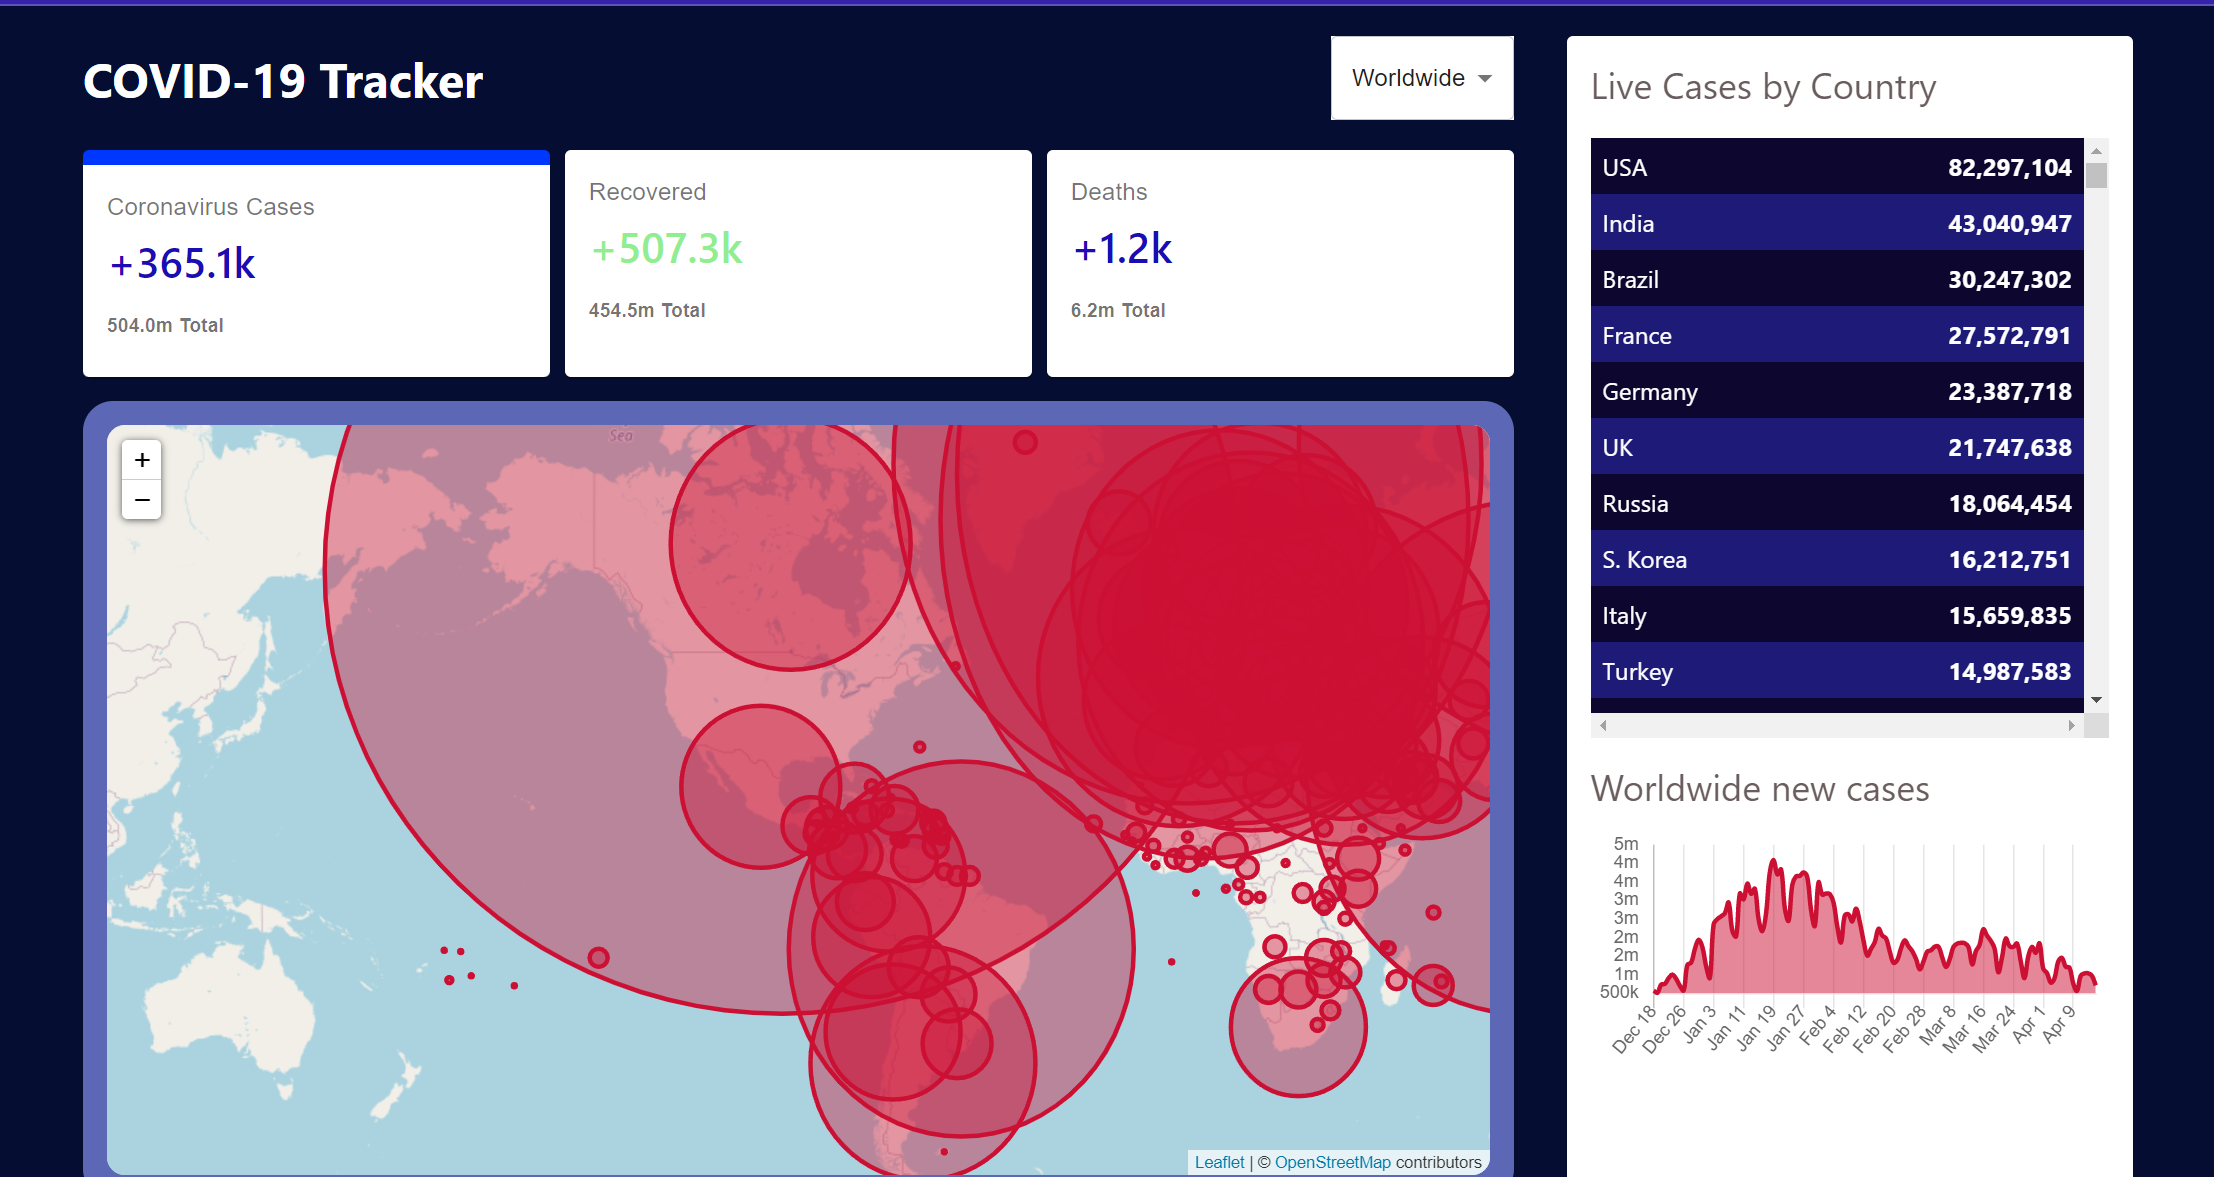 COVID-19 Tracker
Worldwide
Coronavirus Cases
+365.1k
504.0m Total
Recovered
+507.3k
454.5m Total
Deaths
+1.2k
6.2m Total
+
−
Sea
Leaflet | © OpenStreetMap contributors
Live Cases by Country
USA 82,297,104
India 43,040,947
Brazil 30,247,302
France 27,572,791
Germany 23,387,718
UK 21,747,638
Russia 18,064,454
S. Korea 16,212,751
Italy 15,659,835
Turkey 14,987,583
Worldwide new cases
5m
4m
4m
3m
3m
2m
2m
1m
500k
Dec 18
Dec 26
Jan 3
Jan 11
Jan 19
Jan 27
Feb 4
Feb 12
Feb 20
Feb 28
Mar 8
Mar 16
Mar 24
Apr 1
Apr 9